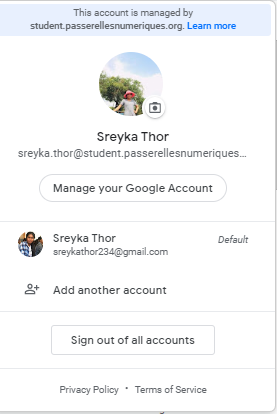 This account is managed by
student.passerellesnumeriques.org. Learn more
Sreyka Thor
sreyka.thor@student.passerellesnumeriques...
Manage your Google Account
Sreyka Thor Default
sreykathor234@gmail.com
Add another account
Sign out of all accounts
Privacy Policy • Terms of Service